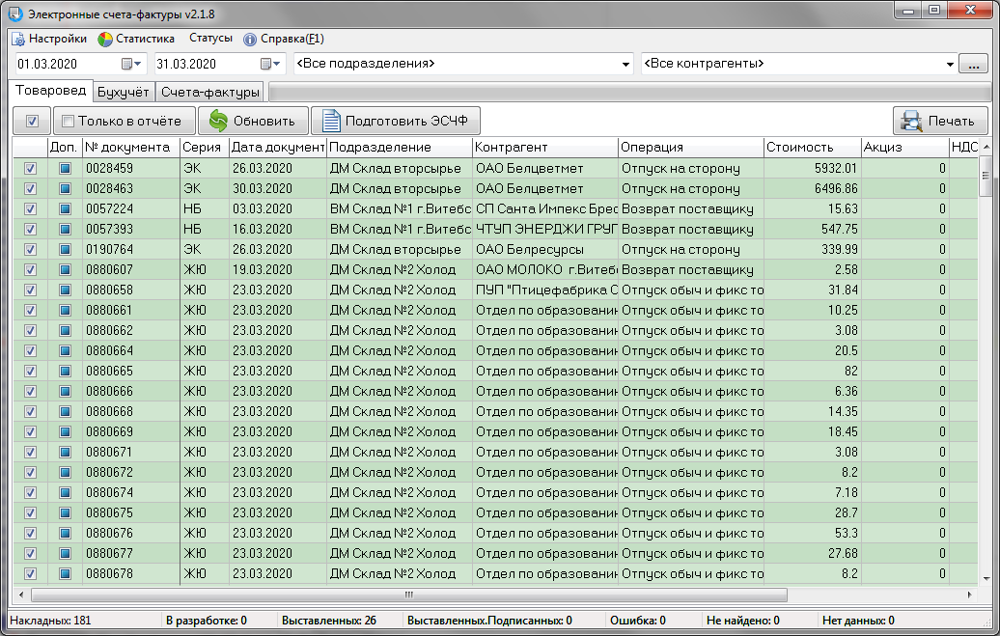 Электронные счета-фактуры v2.1.8
Настройки Статистика Статусы Справка(F1)
01.03.2020 31.03.2020 <Все подразделения> <Все контрагенты> ...
Товаровед Бухучёт Счета-фактуры
Только в отчёте Обновить Подготовить ЭСЧФ Печать
Доп. № документа Серия Дата документ Подразделение Контрагент Операция Стоимость Акциз НДС
0028459 ЭК 26.03.2020 ДМ Склад вторсырье ОАО Белцветмет Отпуск на сторону 5932.01 0
0028463 ЭК 30.03.2020 ДМ Склад вторсырье ОАО Белцветмет Отпуск на сторону 6496.86 0
0057224 НБ 03.03.2020 ВМ Склад №1 г.Витебс СП Санта Импекс Брес Возврат поставщику 15.63 0
0057393 НБ 16.03.2020 ВМ Склад №1 г.Витебс ЧТУП ЭНЕРДЖИ ГРУП Возврат поставщику 547.75 0
0190764 ЭК 26.03.2020 ДМ Склад вторсырье ОАО Белресурсы Отпуск на сторону 339.99 0
0880607 ЖЮ 19.03.2020 ДМ Склад №2 Холод ОАО МОЛОКО г.Витеб Возврат поставщику 2.58 0
0880658 ЖЮ 23.03.2020 ДМ Склад №2 Холод ПУП "Птицефабрика С Отпуск обыч и фикс то 31.84 0
0880661 ЖЮ 23.03.2020 ДМ Склад №2 Холод Отдел по образовани Отпуск обыч и фикс то 10.25 0
0880662 ЖЮ 23.03.2020 ДМ Склад №2 Холод Отдел по образовани Отпуск обыч и фикс то 3.08 0
0880664 ЖЮ 23.03.2020 ДМ Склад №2 Холод Отдел по образовани Отпуск обыч и фикс то 20.5 0
0880665 ЖЮ 23.03.2020 ДМ Склад №2 Холод Отдел по образовани Отпуск обыч и фикс то 82 0
0880666 ЖЮ 23.03.2020 ДМ Склад №2 Холод Отдел по образовани Отпуск обыч и фикс то 6.36 0
0880668 ЖЮ 23.03.2020 ДМ Склад №2 Холод Отдел по образовани Отпуск обыч и фикс то 14.35 0
0880669 ЖЮ 23.03.2020 ДМ Склад №2 Холод Отдел по образовани Отпуск обыч и фикс то 18.45 0
0880671 ЖЮ 23.03.2020 ДМ Склад №2 Холод Отдел по образовани Отпуск обыч и фикс то 3.08 0
0880672 ЖЮ 23.03.2020 ДМ Склад №2 Холод Отдел по образовани Отпуск обыч и фикс то 8.2 0
0880674 ЖЮ 23.03.2020 ДМ Склад №2 Холод Отдел по образовани Отпуск обыч и фикс то 7.18 0
0880675 ЖЮ 23.03.2020 ДМ Склад №2 Холод Отдел по образовани Отпуск обыч и фикс то 28.7 0
0880676 ЖЮ 23.03.2020 ДМ Склад №2 Холод Отдел по образовани Отпуск обыч и фикс то 53.3 0
0880677 ЖЮ 23.03.2020 ДМ Склад №2 Холод Отдел по образовани Отпуск обыч и фикс то 27.68 0
0880678 ЖЮ 23.03.2020 ДМ Склад №2 Холод Отдел по образовани Отпуск обыч и фикс то 8.2 0
Накладных: 181 В разработке: 0 Выставленных: 26 Выставленных.Подписанных: 0 Ошибка: 0 Не найдено: 0 Нет данных: 0